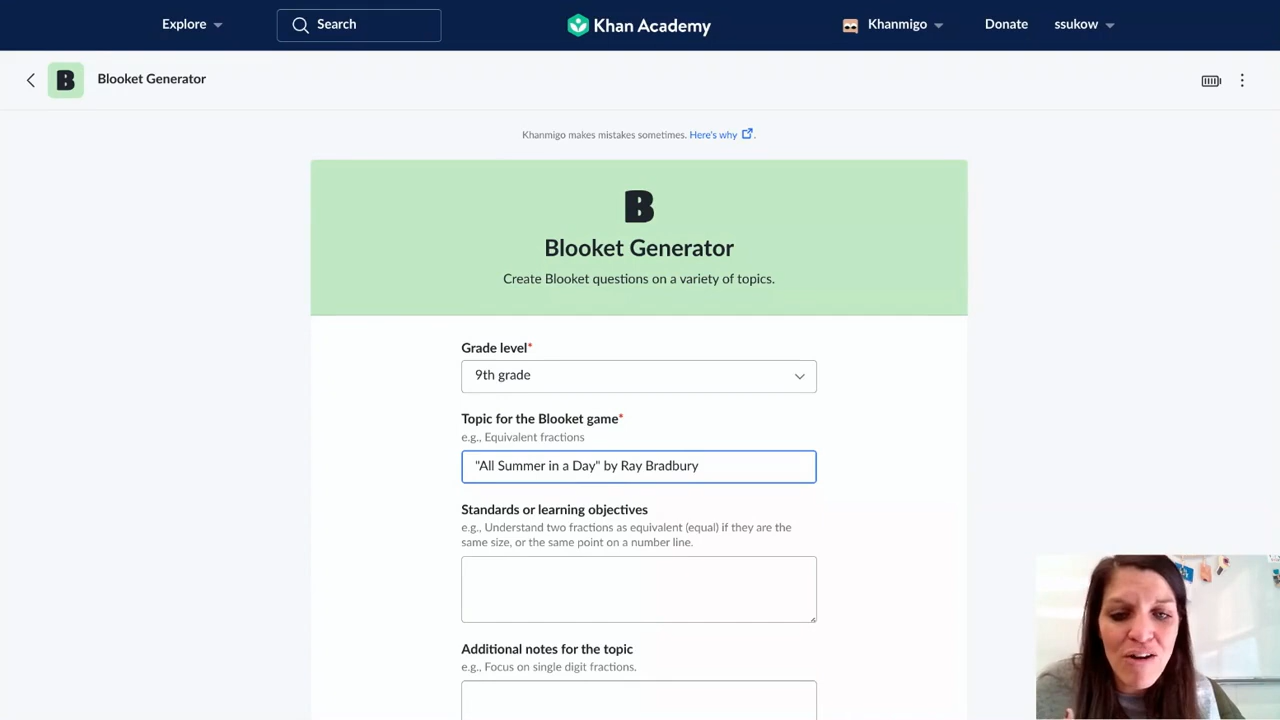 Explore
Search
Khan Academy
Khanmigo
Donate
ssukow
B
Blooket Generator
Khanmigo makes mistakes sometimes. Here's why.
B
Blooket Generator
Create Blooket questions on a variety of topics.
Grade level*
9th grade
Topic for the Blooket game*
e.g., Equivalent fractions
"All Summer in a Day" by Ray Bradbury
Standards or learning objectives
e.g., Understand two fractions as equivalent (equal) if they are the
same size, or the same point on a number line.
Additional notes for the topic
e.g., Focus on single digit fractions.